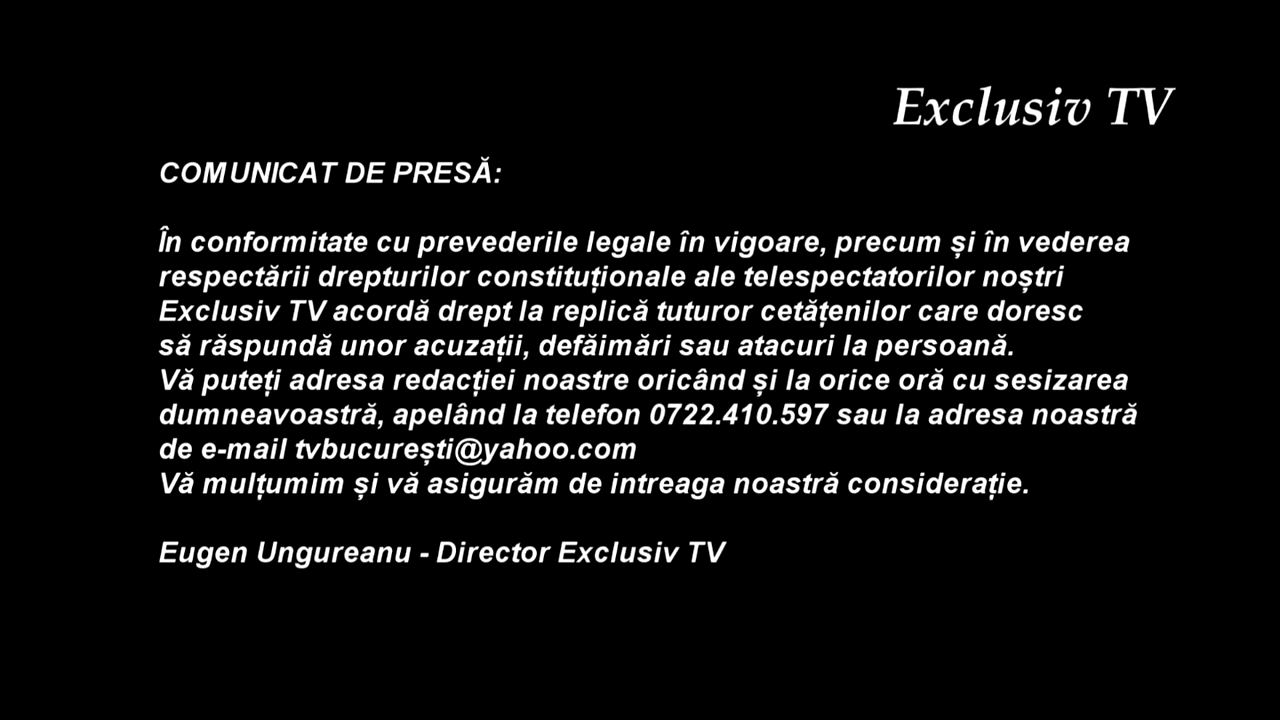 Exclusiv TV
COMUNICAT DE PRESĂ:
În conformitate cu prevederile legale în vigoare, precum și în vederea
respectării drepturilor constituționale ale telespectatorilor noștri
Exclusiv TV acordă drept la replică tuturor cetățenilor care doresc
să răspundă unor acuzații, defăimări sau atacuri la persoană.
Vă puteți adresa redacției noastre oricând și la orice oră cu sesizarea
dumneavoastră, apelând la telefon 0722.410.597 sau la adresa noastră
de e-mail tvbucurești@yahoo.com
Vă mulțumim și vă asigurăm de intreaga noastră considerație.
Eugen Ungureanu - Director Exclusiv TV